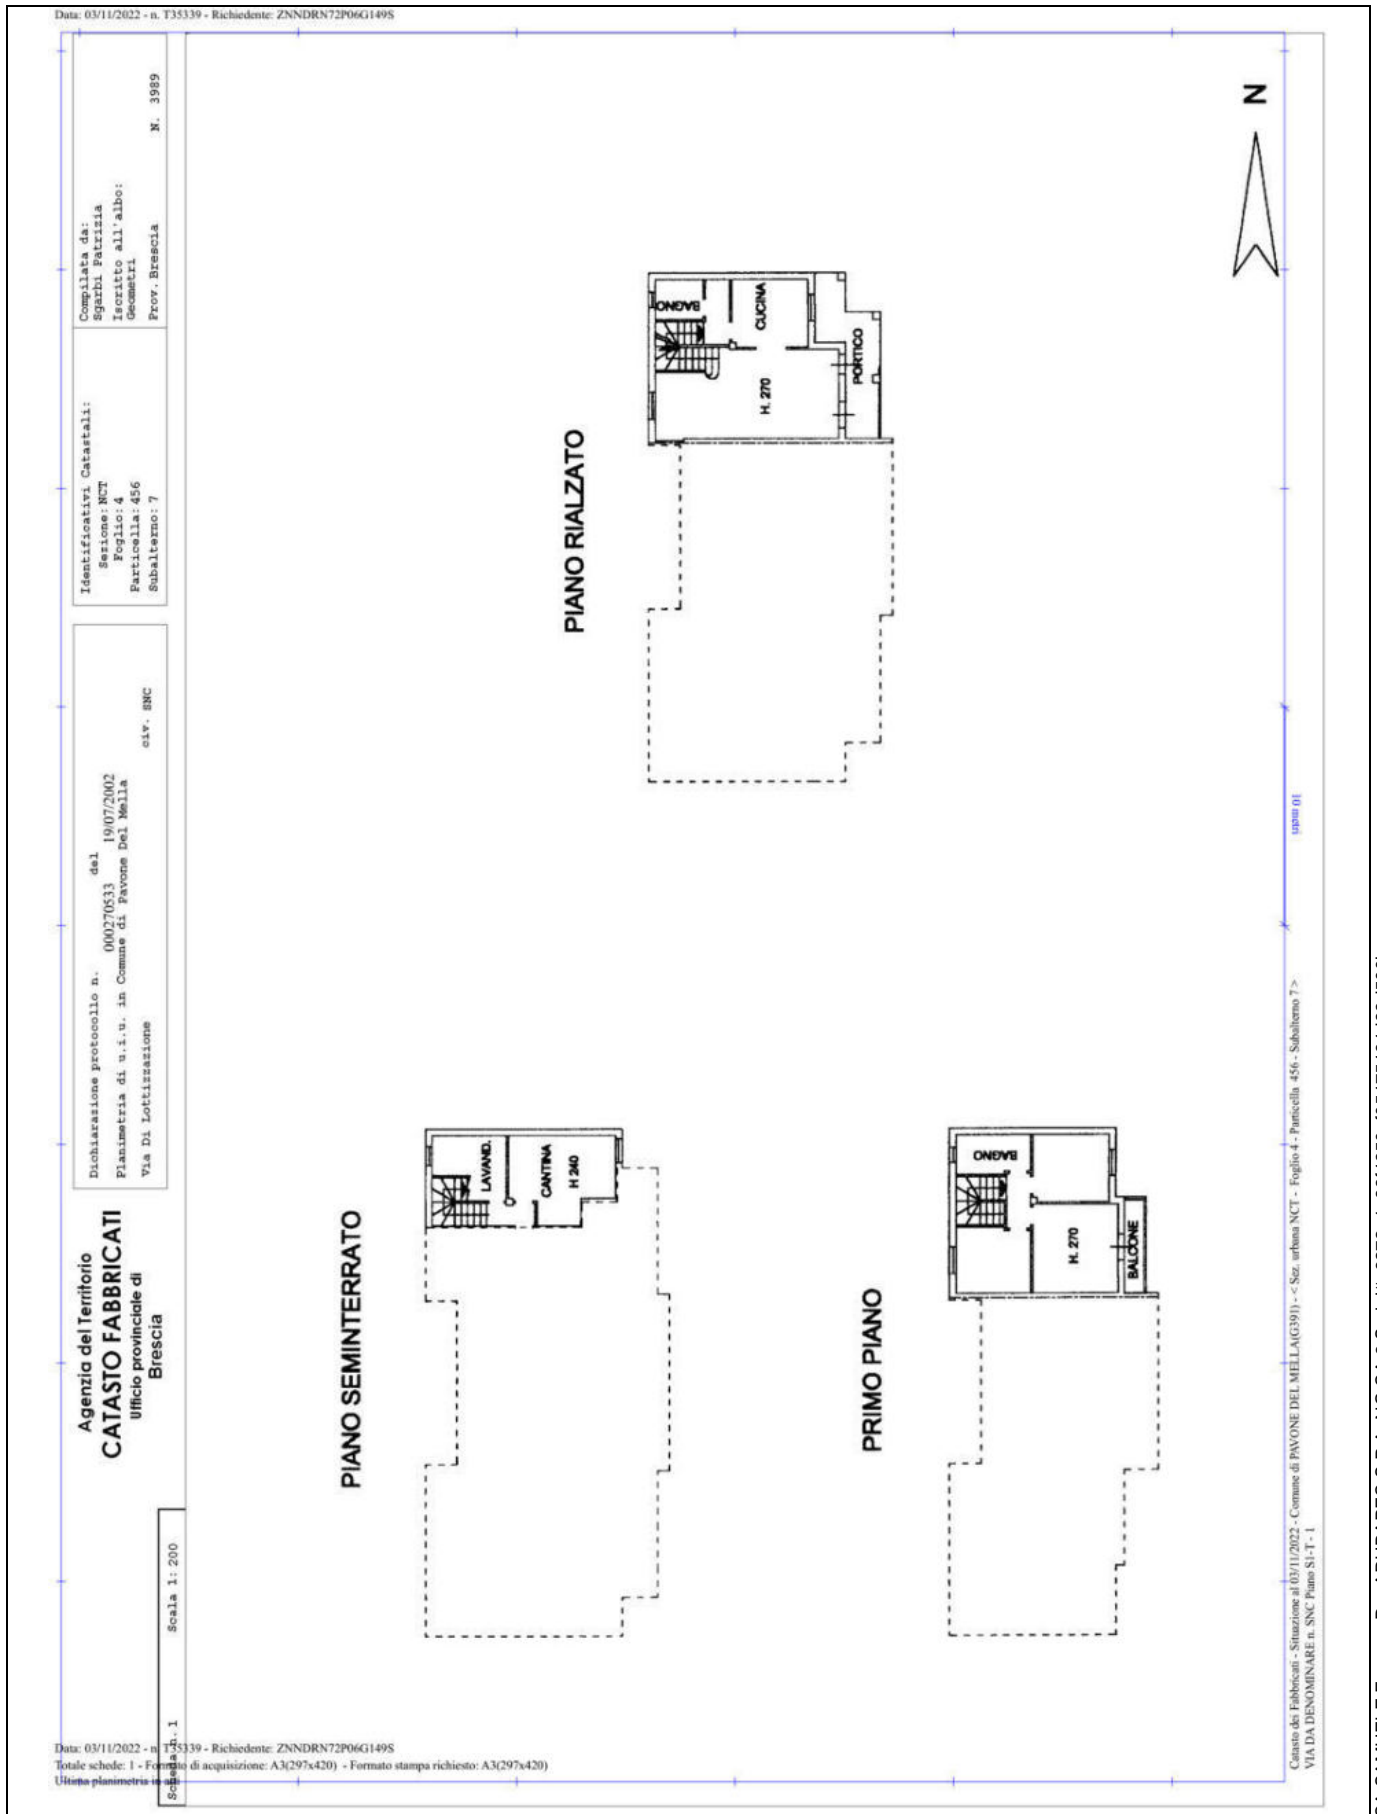 Data: 03/11/2022 - n. T35339 - Richiedente: ZNNDRN72P06G149S
Agenzia del Territorio
CATASTO FABBRICATI
Ufficio provinciale di
Brescia
Dichiarazione protocollo n. 000270533 del 19/07/2002
Planimetria di u.i.u. in Comune di Pavone Del Mella
Via Di Lottizzazione civ. SNC
Identificativi Catastali:
Sezione: NCT
Foglio: 4
Particella: 456
Subalterno: 7
Compilata da:
Sgarbi Patrizia
Iscritto all'albo:
Geometri
Prov. Brescia N. 3989
Scheda n. 1 Scala 1: 200
PIANO SEMINTERRATO
LAVAND.
CANTINA
H 240
PIANO RIALZATO
BAGNO
CUCINA
H. 270
PORTICO
PRIMO PIANO
BAGNO
H. 270
BALCONE
N
10 metri
Catasto dei Fabbricati - Situazione al 03/11/2022 - Comune di PAVONE DEL MELLA(G391) - < Sez. urbana NCT - Foglio 4 - Particella 456 - Subalterno 7 >
VIA DA DENOMINARE n. SNC Piano S1-T - 1
Data: 03/11/2022 - n. T35339 - Richiedente: ZNNDRN72P06G149S
Totale schede: 1 - Formato di acquisizione: A3(297x420) - Formato stampa richiesto: A3(297x420)
Ultima planimetria in atti